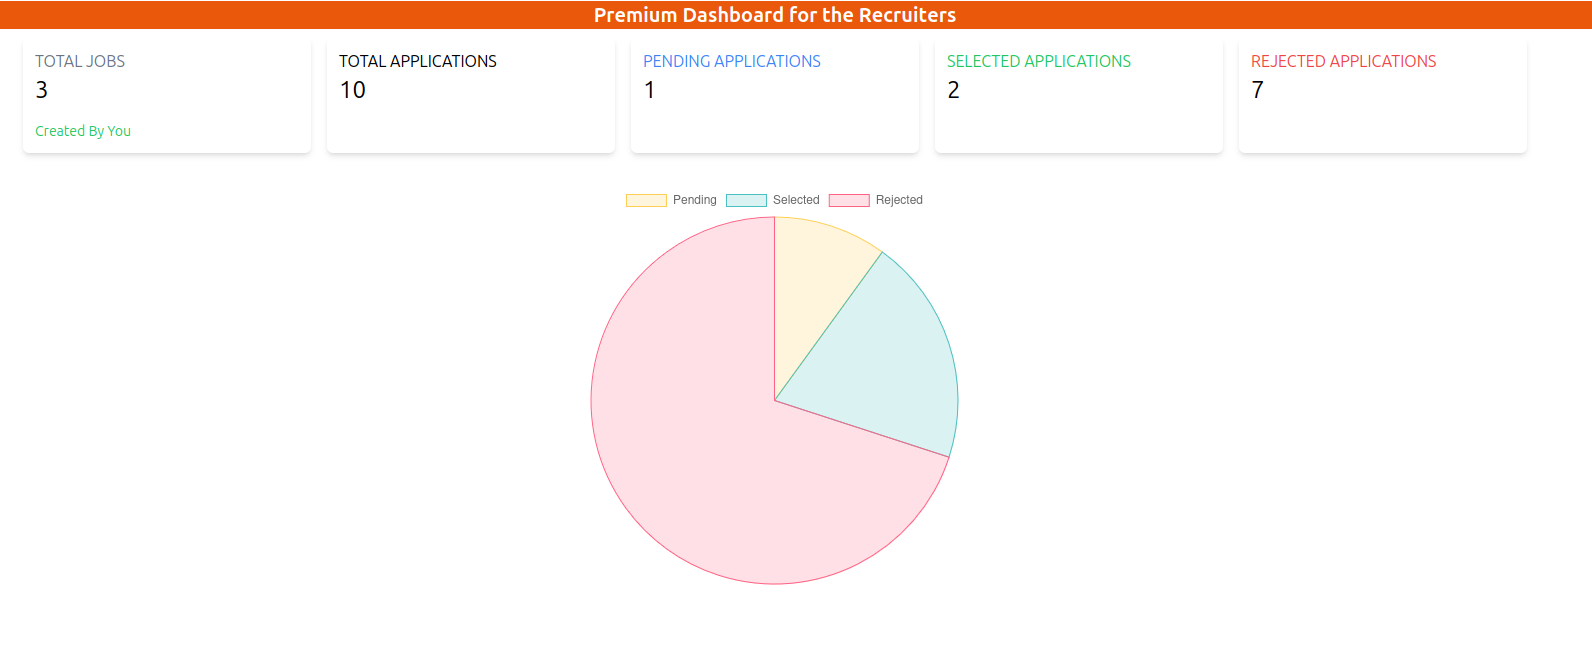 Premium Dashboard for the Recruiters
TOTAL JOBS
3
Created By You
TOTAL APPLICATIONS
10
PENDING APPLICATIONS
1
SELECTED APPLICATIONS
2
REJECTED APPLICATIONS
7
Pending Selected Rejected